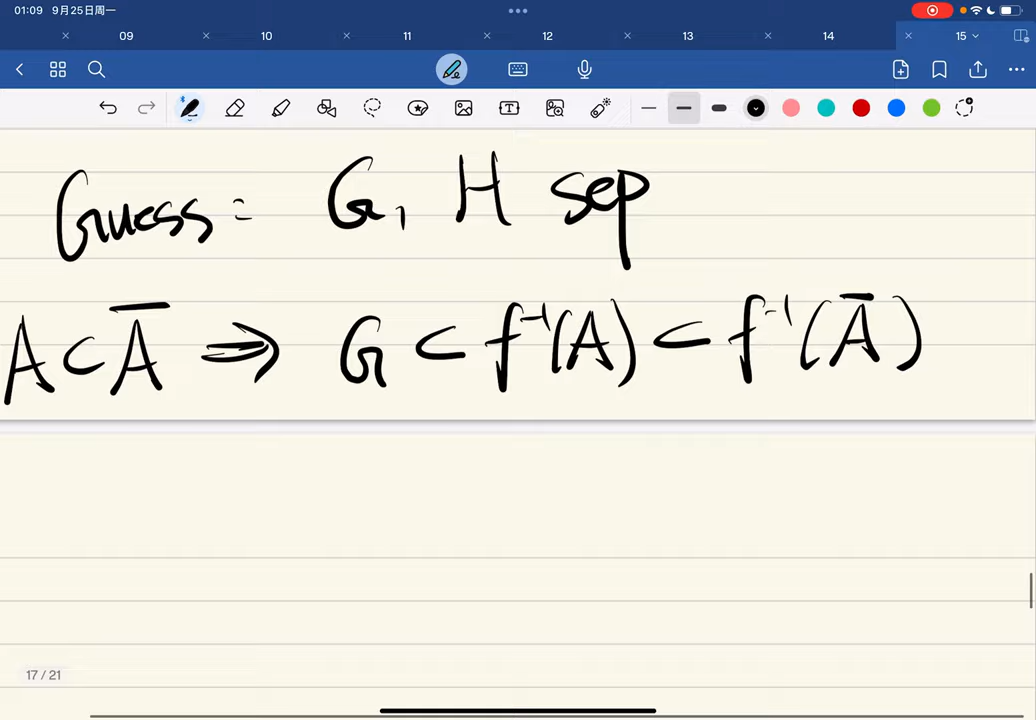 01:09 9月25日周一
09 10 11 12 13 14 15
Guess: G, H sep
A ⊂ A̅ ⇒ G ⊂ f⁻¹(A) ⊂ f⁻¹(A̅)
17 / 21